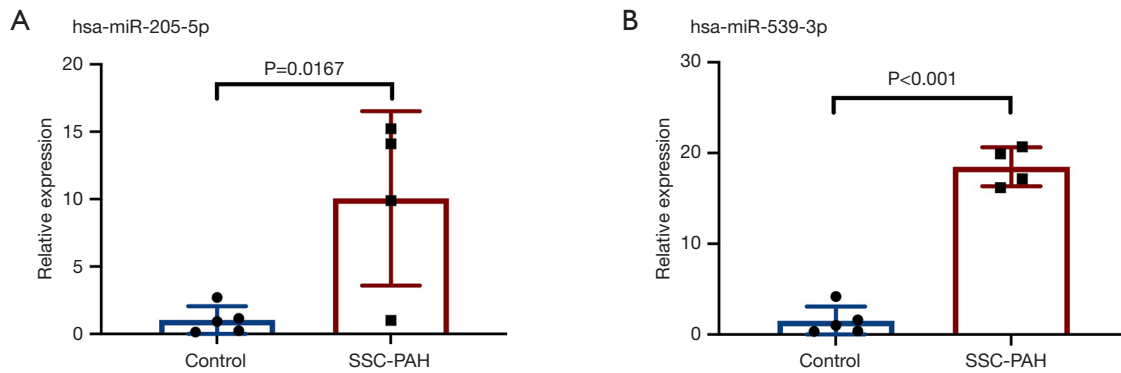 A
hsa-miR-205-5p
P=0.0167
Relative expression
20
15
10
5
0
Control
SSC-PAH
B
hsa-miR-539-3p
P<0.001
Relative expression
30
20
10
0
Control
SSC-PAH